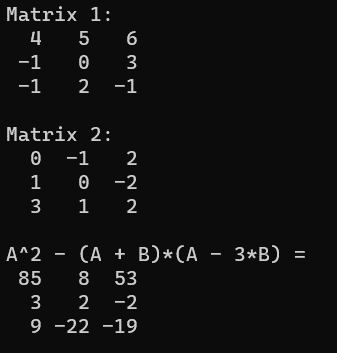 Matrix 1:
4 5 6
-1 0 3
-1 2 -1
Matrix 2:
0 -1 2
1 0 -2
3 1 2
A^2 - (A + B)*(A - 3*B) =
85 8 53
3 2 -2
9 -22 -19